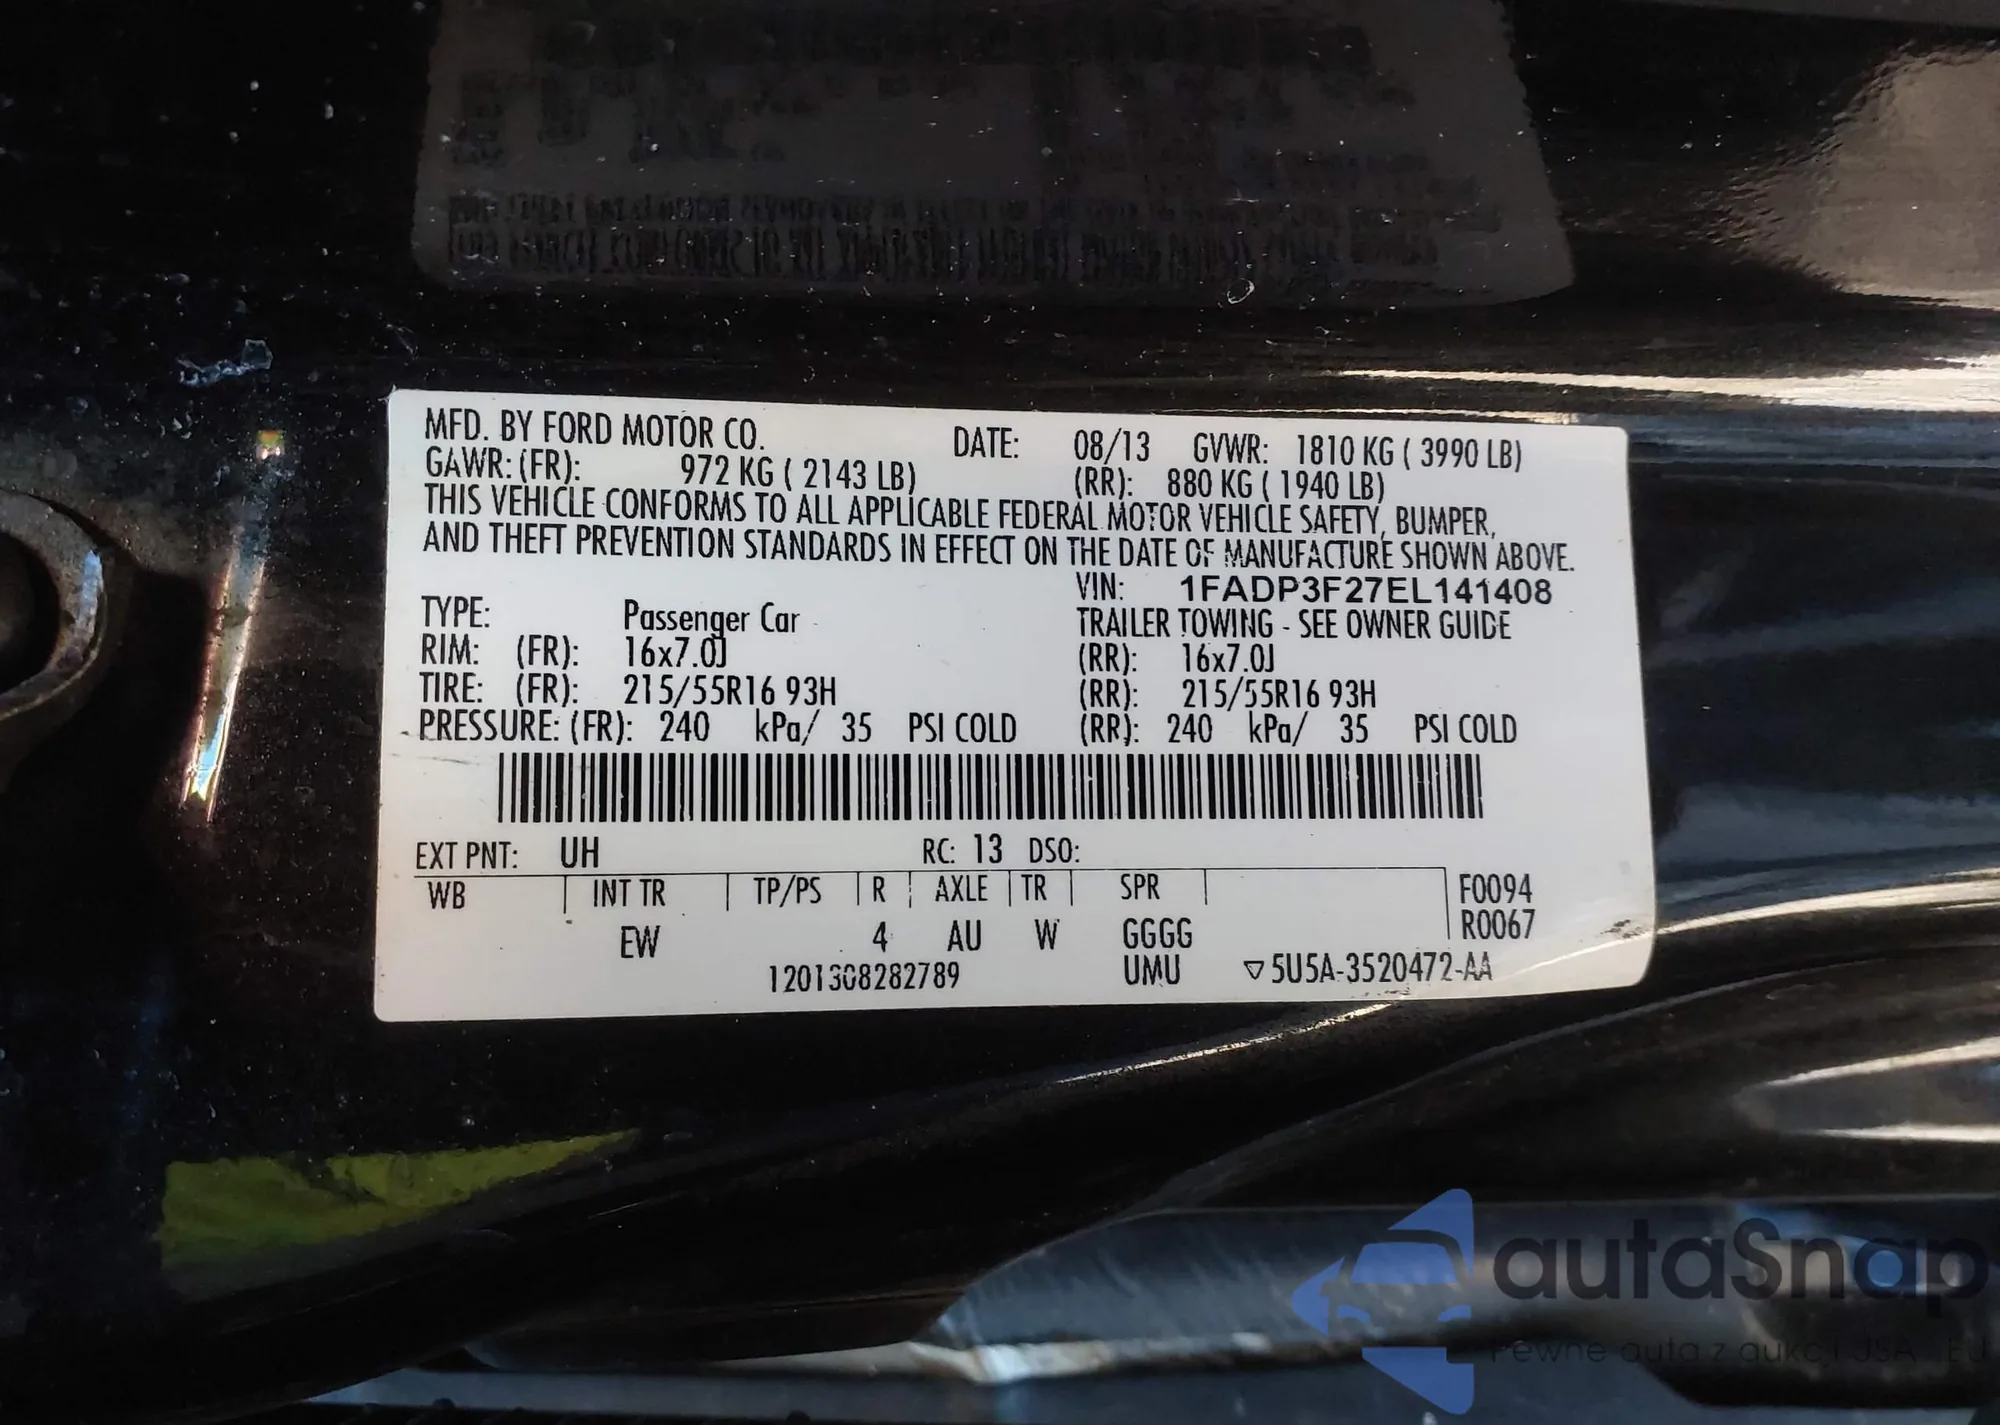 MFD. BY FORD MOTOR CO. DATE: 08/13 GVWR: 1810 KG ( 3990 LB)
GAWR: (FR): 972 KG ( 2143 LB) (RR): 880 KG ( 1940 LB)
THIS VEHICLE CONFORMS TO ALL APPLICABLE FEDERAL MOTOR VEHICLE SAFETY, BUMPER,
AND THEFT PREVENTION STANDARDS IN EFFECT ON THE DATE OF MANUFACTURE SHOWN ABOVE.
VIN: 1FADP3F27EL141408
TYPE: Passenger Car TRAILER TOWING - SEE OWNER GUIDE
RIM: (FR): 16x7.0J (RR): 16x7.0J
TIRE: (FR): 215/55R16 93H (RR): 215/55R16 93H
PRESSURE: (FR): 240 kPa/ 35 PSI COLD (RR): 240 kPa/ 35 PSI COLD
EXT PNT: UH RC: 13 DSO:
WB INT TR TP/PS R AXLE TR SPR F0094
EW 4 AU W GGGG R0067
1201308282789 UMU ▽5U5A-3520472-AA
autaSnap
Pewne auta z aukcji USA